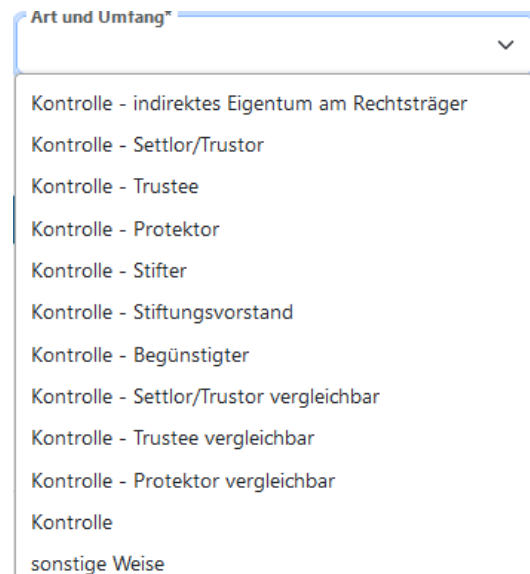 Art und Umfang*
Kontrolle - indirektes Eigentum am Rechtsträger
Kontrolle - Settlor/Trustor
Kontrolle - Trustee
Kontrolle - Protektor
Kontrolle - Stifter
Kontrolle - Stiftungsvorstand
Kontrolle - Begünstigter
Kontrolle - Settlor/Trustor vergleichbar
Kontrolle - Trustee vergleichbar
Kontrolle - Protektor vergleichbar
Kontrolle
sonstige Weise